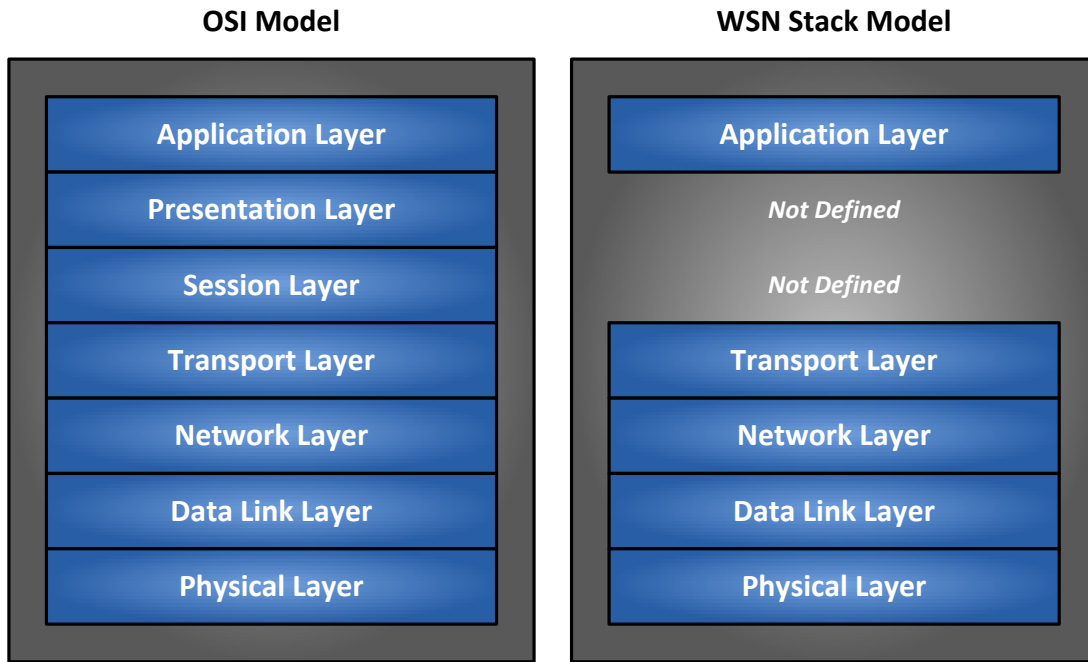 OSI Model
Application Layer
Presentation Layer
Session Layer
Transport Layer
Network Layer
Data Link Layer
Physical Layer
WSN Stack Model
Application Layer
Not Defined
Not Defined
Transport Layer
Network Layer
Data Link Layer
Physical Layer